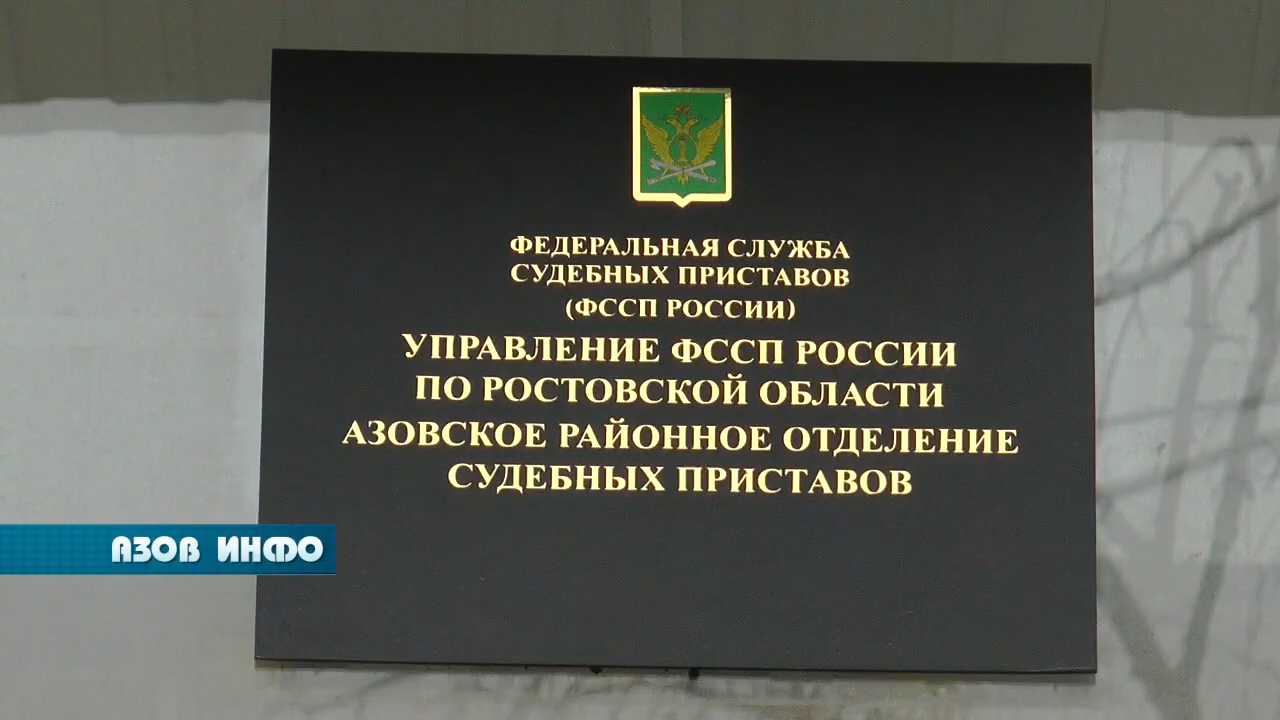 ФЕДЕРАЛЬНАЯ СЛУЖБА
СУДЕБНЫХ ПРИСТАВОВ
(ФССП РОССИИ)
УПРАВЛЕНИЕ ФССП РОССИИ
ПО РОСТОВСКОЙ ОБЛАСТИ
АЗОВСКОЕ РАЙОННОЕ ОТДЕЛЕНИЕ
СУДЕБНЫХ ПРИСТАВОВ
АЗОВ ИНФО